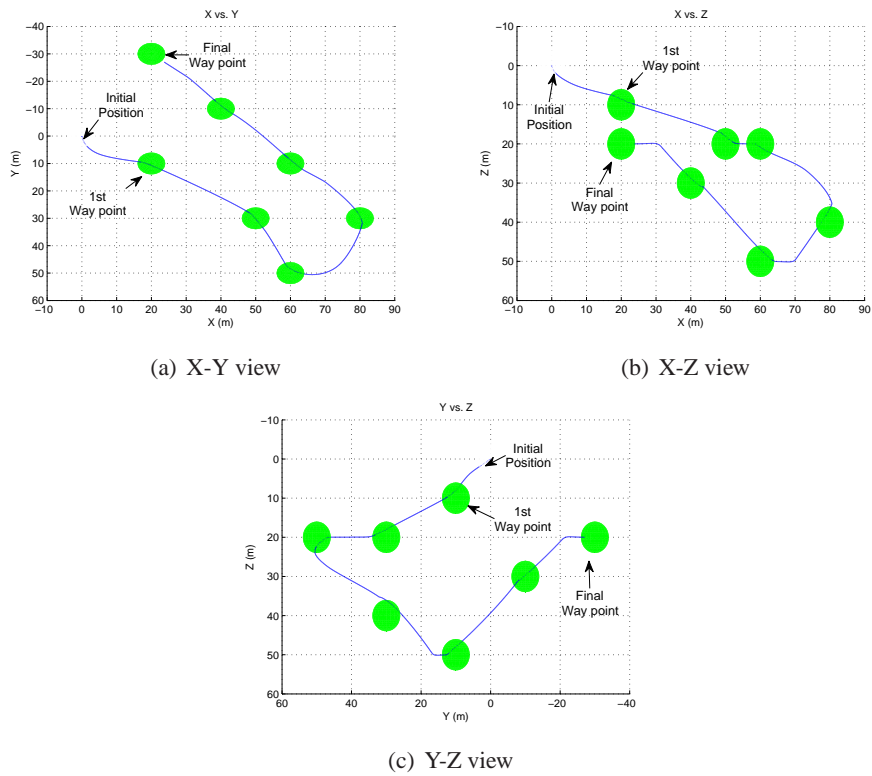 X vs. Y
−40
−30
−20
−10
0
10
20
30
40
50
60
−10 0 10 20 30 40 50 60 70 80 90
X (m)
Y (m)
Final
Way point
Initial
Position
1st
Way point
(a) X-Y view
X vs. Z
−10
0
10
20
30
40
50
60
−10 0 10 20 30 40 50 60 70 80 90
X (m)
Z (m)
1st
Way point
Initial
Position
Final
Way point
(b) X-Z view
Y vs. Z
−10
0
10
20
30
40
50
60
60 40 20 0 −20 −40
Y (m)
Z (m)
Initial
Position
1st
Way point
Final
Way point
(c) Y-Z view